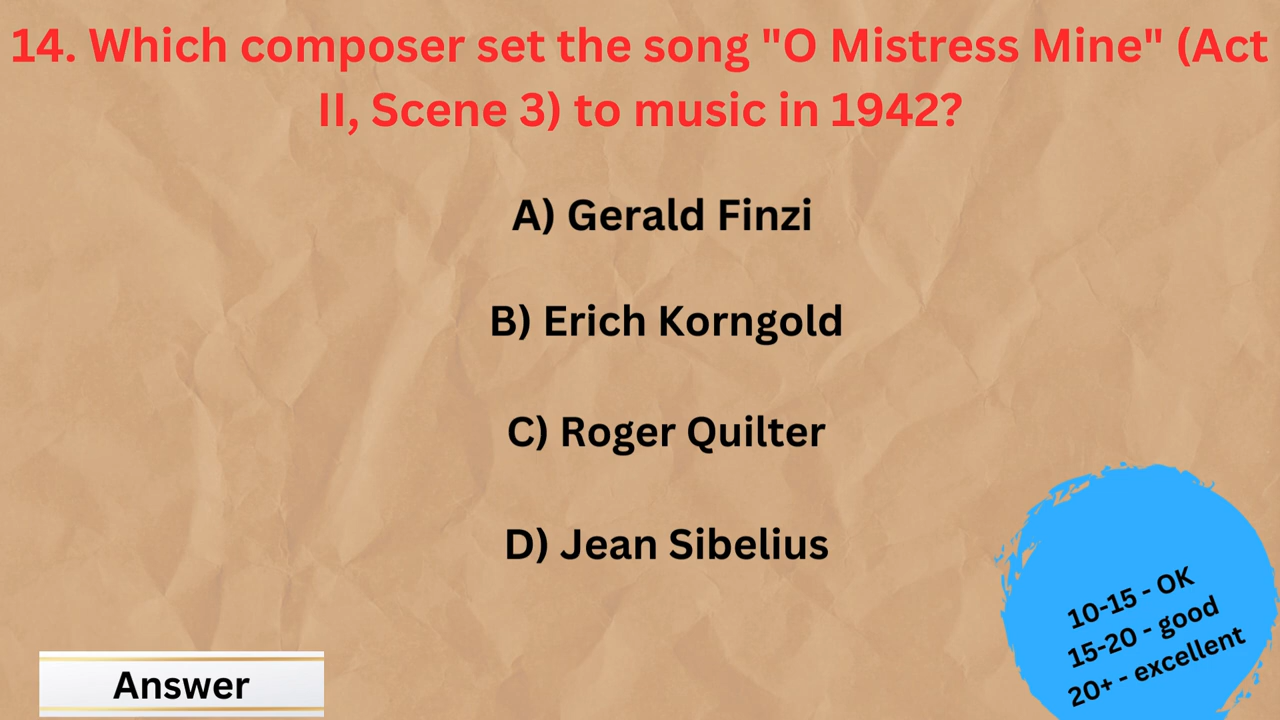 14. Which composer set the song "O Mistress Mine" (Act
II, Scene 3) to music in 1942?
A) Gerald Finzi
B) Erich Korngold
C) Roger Quilter
D) Jean Sibelius
10-15 - OK
15-20 - good
20+ - excellent
Answer